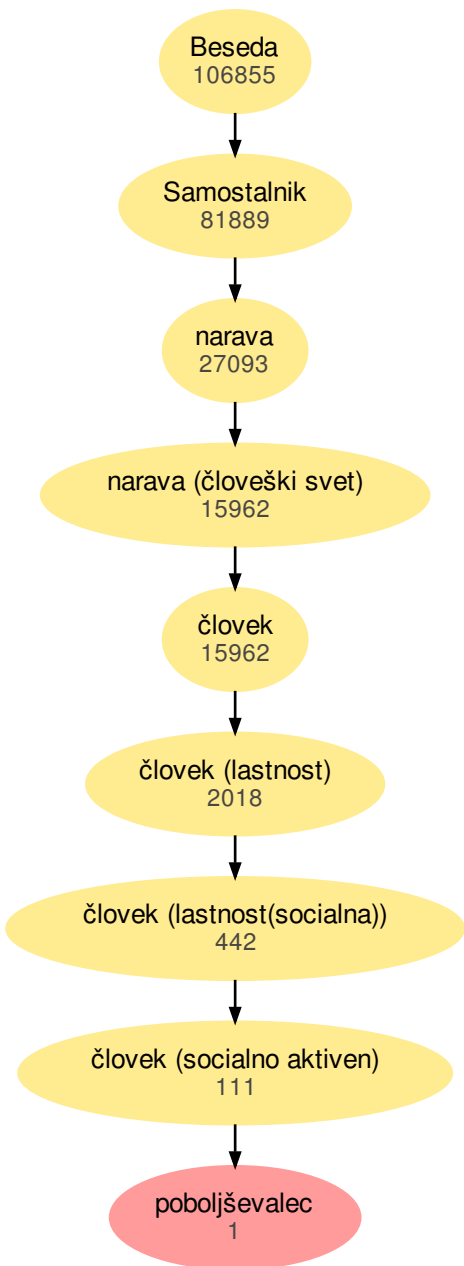 Beseda
106855
Samostalnik
81889
narava
27093
narava (človeški svet)
15962
človek
15962
človek (lastnost)
2018
človek (lastnost(socialna))
442
človek (socialno aktiven)
111
poboljševalec
1